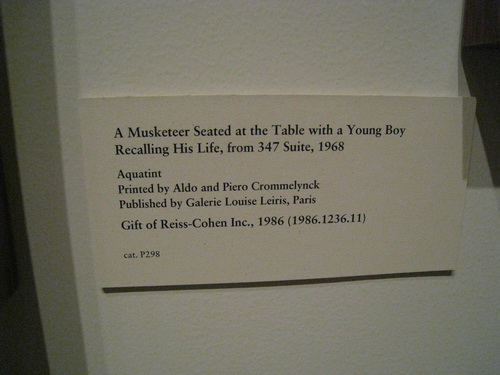 A Musketeer Seated at the Table with a Young Boy
Recalling His Life, from 347 Suite, 1968
Aquatint
Printed by Aldo and Piero Crommelynck
Published by Galerie Louise Leiris, Paris
Gift of Reiss-Cohen Inc., 1986 (1986.1236.11)
cat. P298